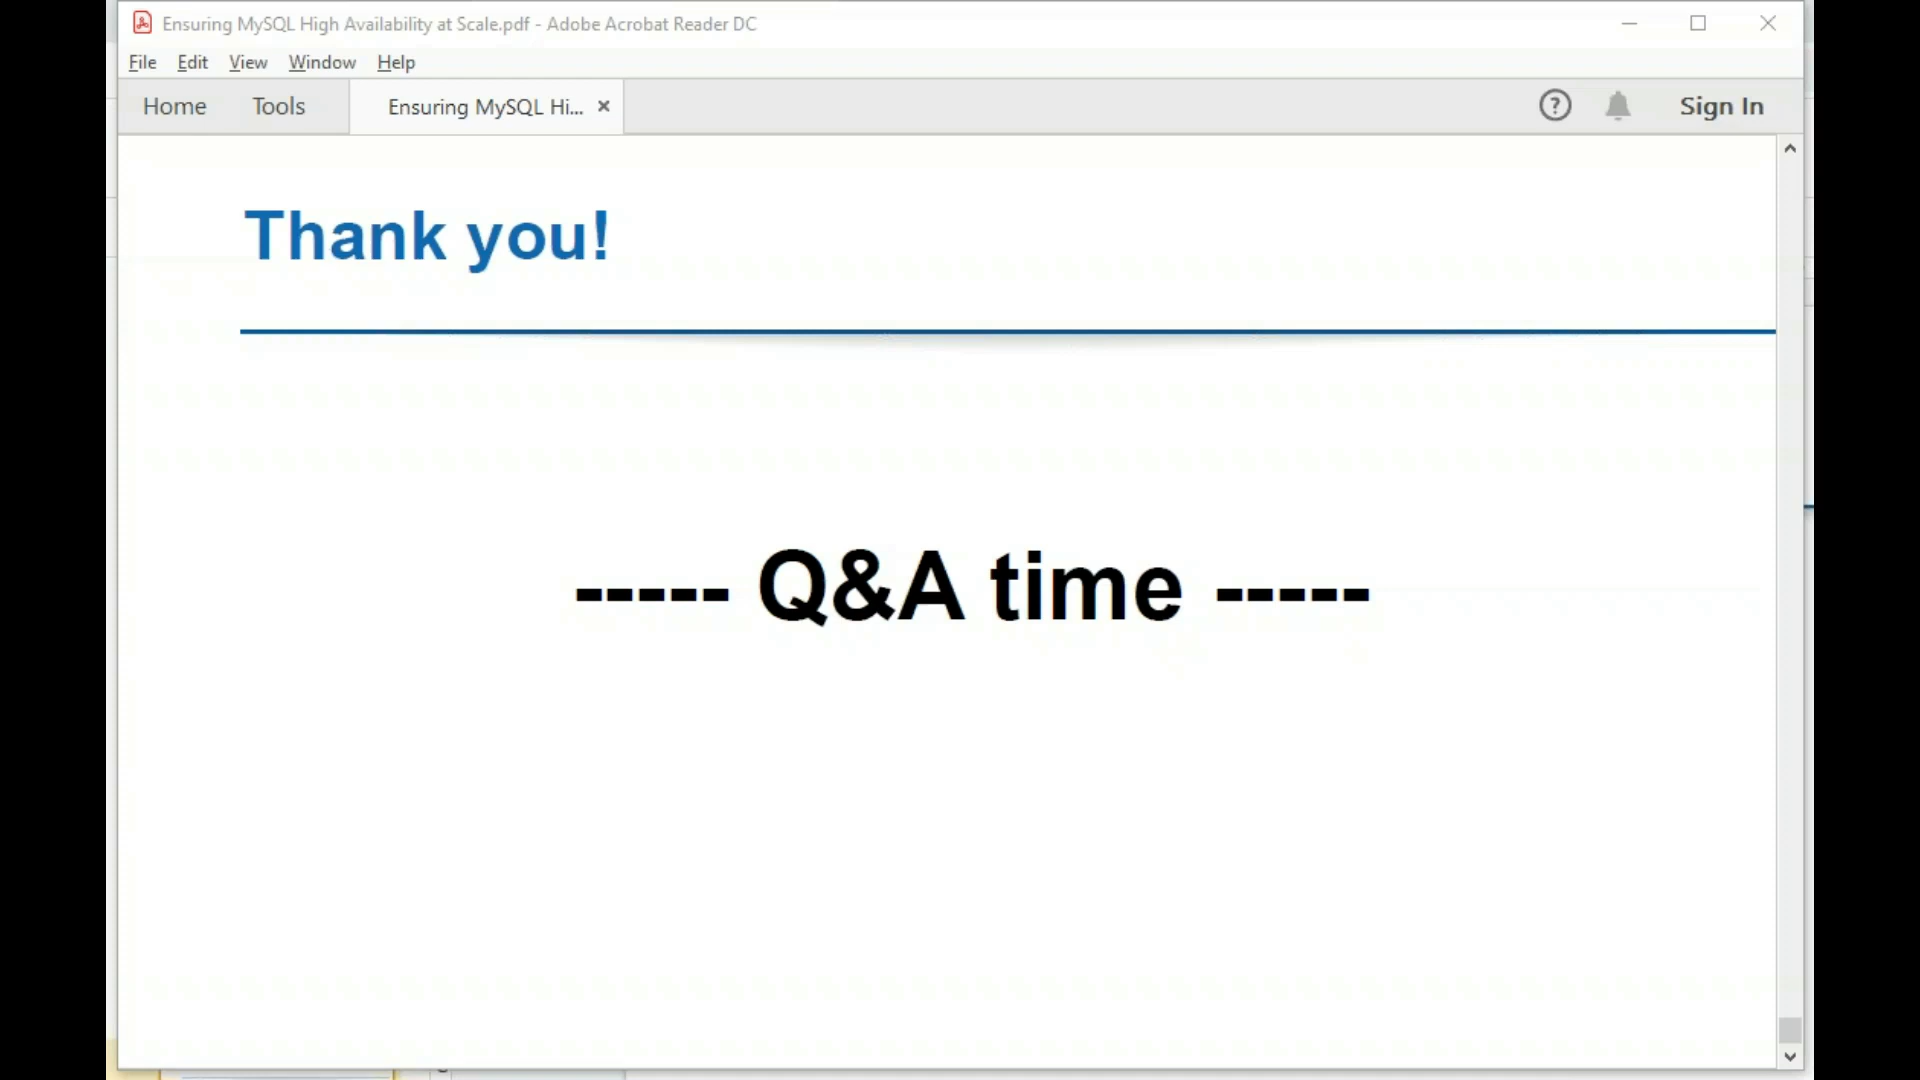 Ensuring MySQL High Availability at Scale.pdf - Adobe Acrobat Reader DC
File Edit View Window Help
Home Tools Ensuring MySQL Hi... Sign In
Thank you!
----- Q&A time -----